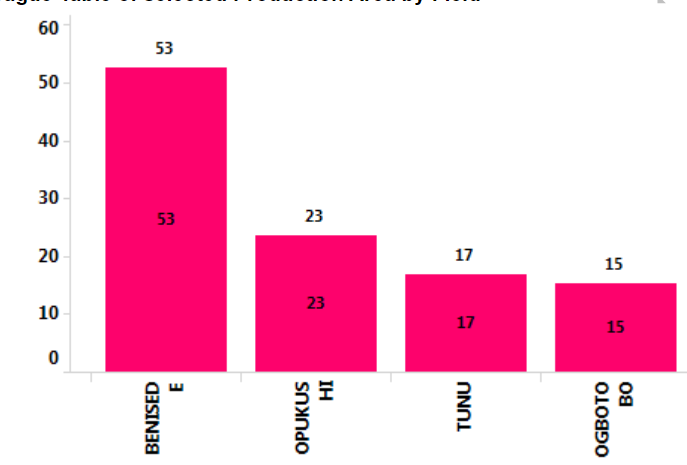 60
50
40
30
20
10
0
53
53
23
23
17
17
15
15
BENISED
E
OPUKUS
HI
TUNU
OGBOTO
BO